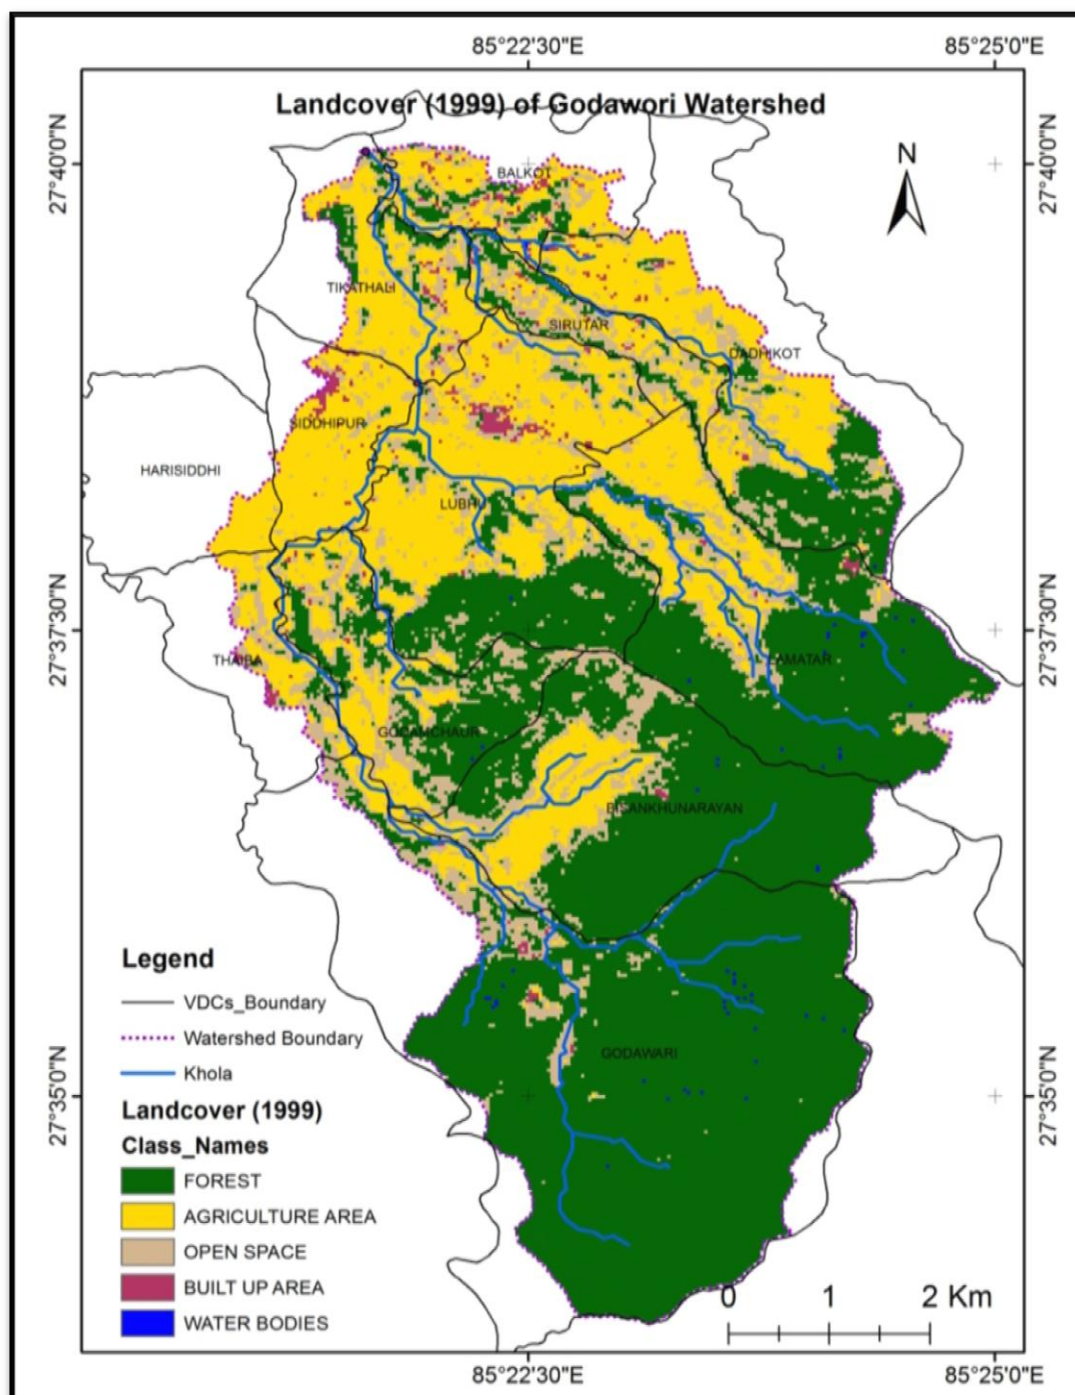 85°22'30"E 85°25'0"E
Landcover (1999) of Godawori Watershed
27°40'0"N 27°40'0"N
N
BALKOT
TIKATHALI
SIRUTAR
DADHIKOT
SIDDHIPUR
HARISIDDHI
LUBHU
27°37'30"N 27°37'30"N
THAIBA
LAMATAR
GODAMCHAUR
BISANKHUNARAYAN
Legend
VDCs_Boundary
Watershed Boundary
Khola
GODAWARI
27°35'0"N 27°35'0"N
Landcover (1999)
Class_Names
FOREST
AGRICULTURE AREA
OPEN SPACE
BUILT UP AREA
WATER BODIES
0 1 2 Km
85°22'30"E 85°25'0"E